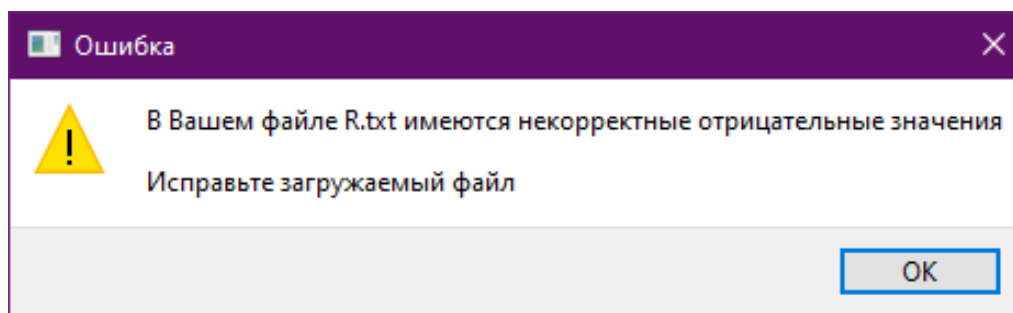 Ошибка
В Вашем файле R.txt имеются некорректные отрицательные значения
Исправьте загружаемый файл
OK